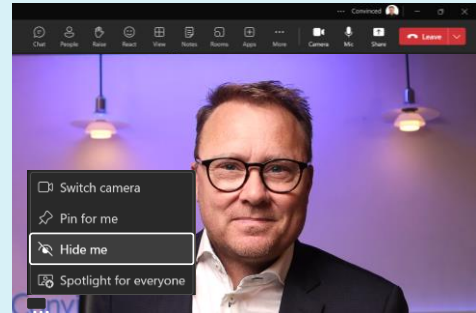 Convinced
Chat People Raise React View Notes Rooms Apps More Camera Mic Share Leave
Switch camera
Pin for me
Hide me
Spotlight for everyone